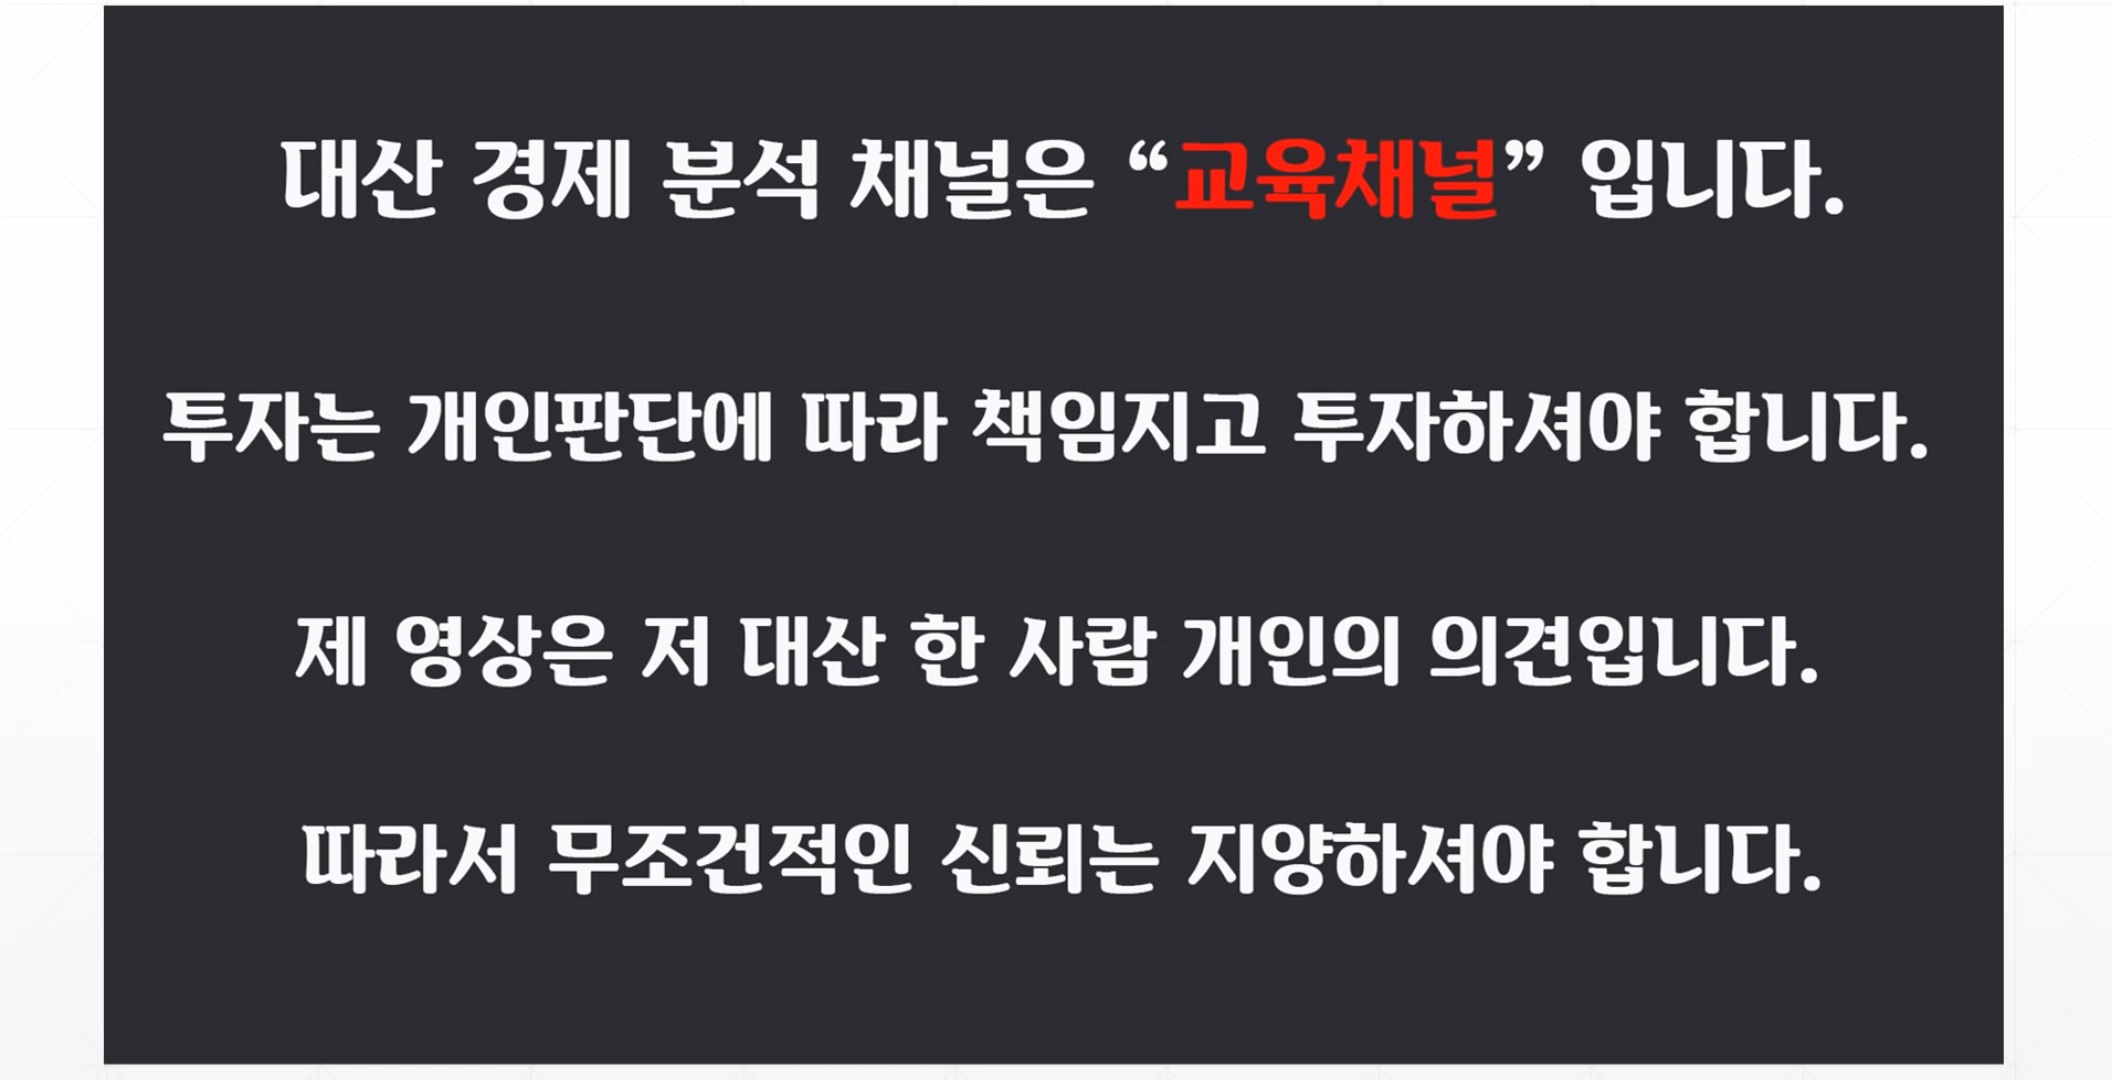 대산 경제 분석 채널은 “교육채널” 입니다.
투자는 개인판단에 따라 책임지고 투자하셔야 합니다.
제 영상은 저 대산 한 사람 개인의 의견입니다.
따라서 무조건적인 신뢰는 지양하셔야 합니다.